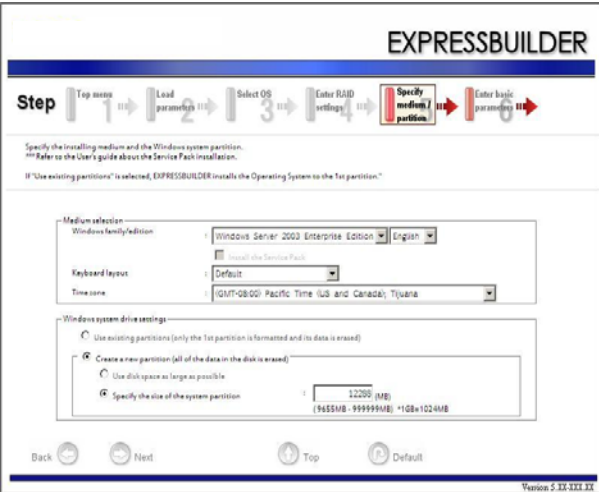 EXPRESSBUILDER
Step
Top menu 1
Load parameters 2
Select OS 3
Enter RAID settings 4
Specify medium / partition 5
Enter basic parameters 6
Specify the installing medium and the Windows system partition.
*** Refer to the User's guide about the Service Pack installation.
If "Use existing partitions" is selected, EXPRESSBUILDER installs the Operating System to the 1st partition."
Medium selection
Windows family/edition : Windows Server 2003 Enterprise Edition English
Install the Service Pack
Keyboard layout : Default
Time zone : (GMT-08:00) Pacific Time (US and Canada); Tijuana
Windows system drive settings
Use existing partitions (only the 1st partition is formatted and its data is erased)
Create a new partition (all of the data in the disk is erased)
Use disk space as large as possible
Specify the size of the system partition : 12288 (MB)
(9655MB - 999999MB) *1GB=1024MB
Back Next Top Default
Version 5.XX-XXX.XX